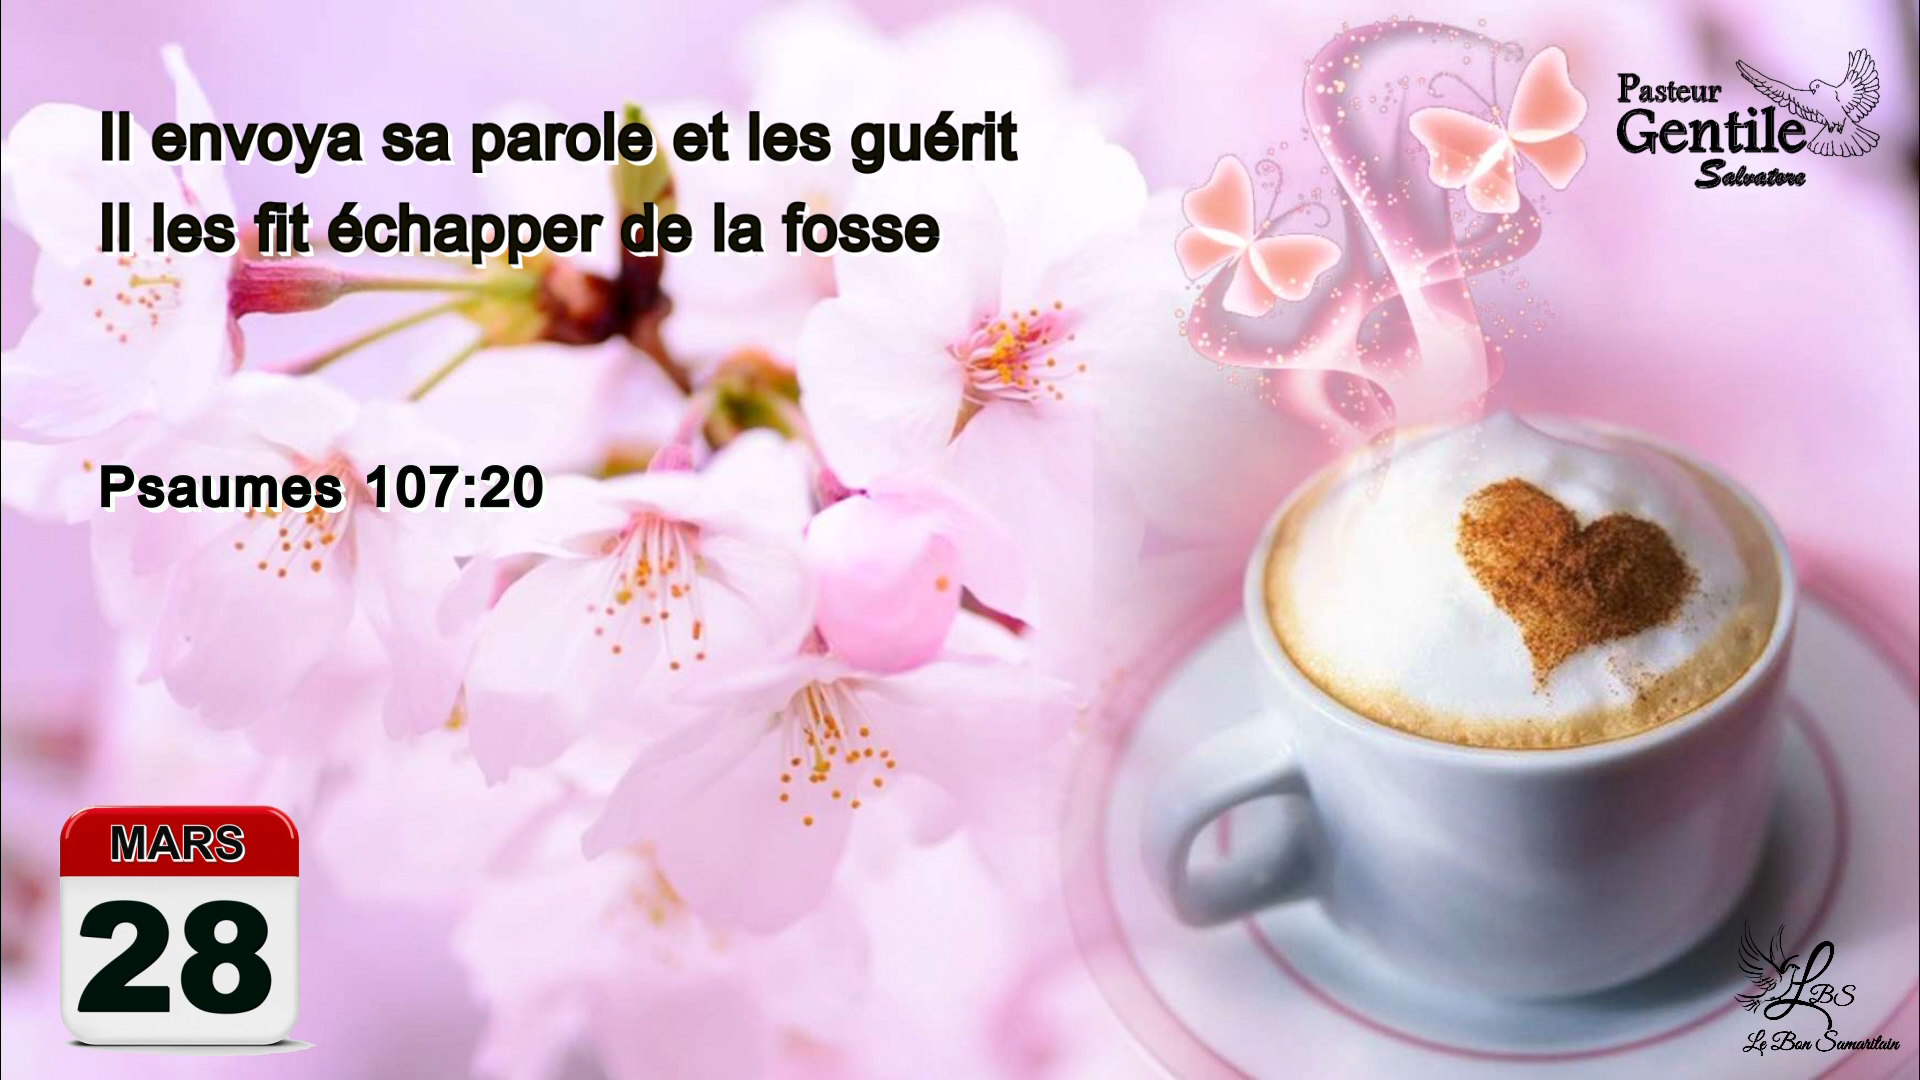 Il envoya sa parole et les guérit
Il les fit échapper de la fosse
Psaumes 107:20
Pasteur
Gentile
Salvatore
MARS
28
LBS
Le Bon Samaritain